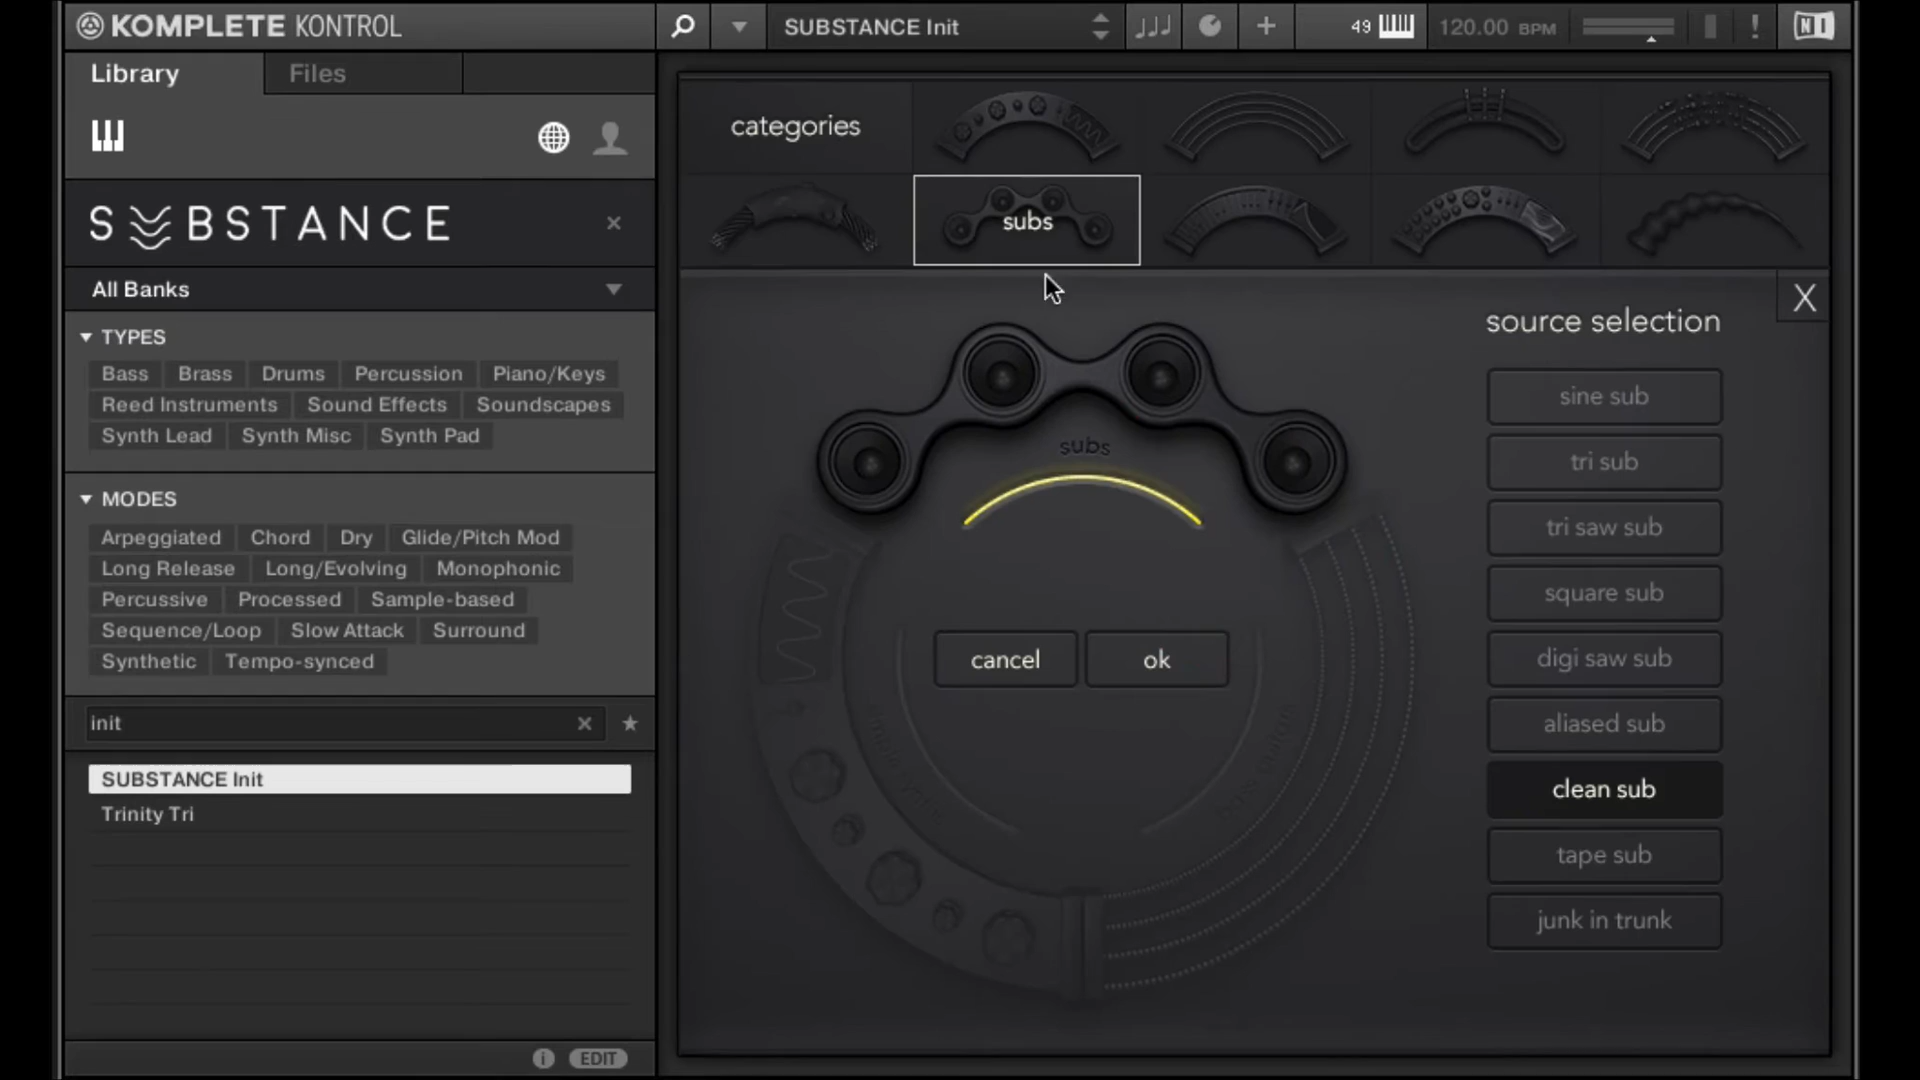 KOMPLETE KONTROL
SUBSTANCE Init
49
120.00 BPM
!
NI
Library
Files
SUBSTANCE
All Banks
TYPES
Bass Brass Drums Percussion Piano/Keys
Reed Instruments Sound Effects Soundscapes
Synth Lead Synth Misc Synth Pad
MODES
Arpeggiated Chord Dry Glide/Pitch Mod
Long Release Long/Evolving Monophonic
Percussive Processed Sample-based
Sequence/Loop Slow Attack Surround
Synthetic Tempo-synced
init
SUBSTANCE Init
Trinity Tri
i EDIT
categories
subs
X
source selection
sine sub
tri sub
tri saw sub
square sub
digi saw sub
aliased sub
clean sub
tape sub
junk in trunk
subs
cancel
ok